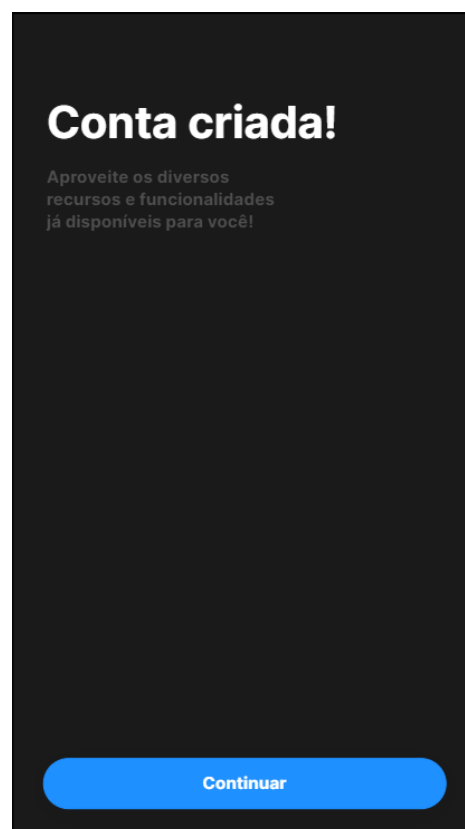 Conta criada!
Aproveite os diversos
recursos e funcionalidades
já disponíveis para você!
Continuar